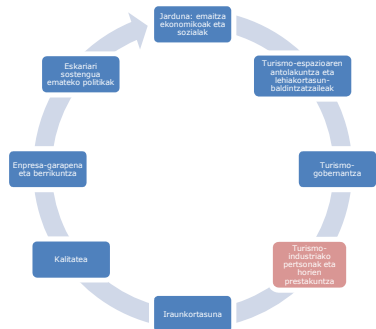 Jarduna: emaitza
ekonomikoak eta
sozialak
Turismo-espazioaren
antolakuntza eta
lehiakortasun-
baldintzatzaileak
Turismo-
gobernantza
Turismo-
industriako
pertsonak eta
horien
prestakuntza
Iraunkortasuna
Kalitatea
Enpresa-garapena
eta berrikuntza
Eskariari
sostengua
emateko politikak